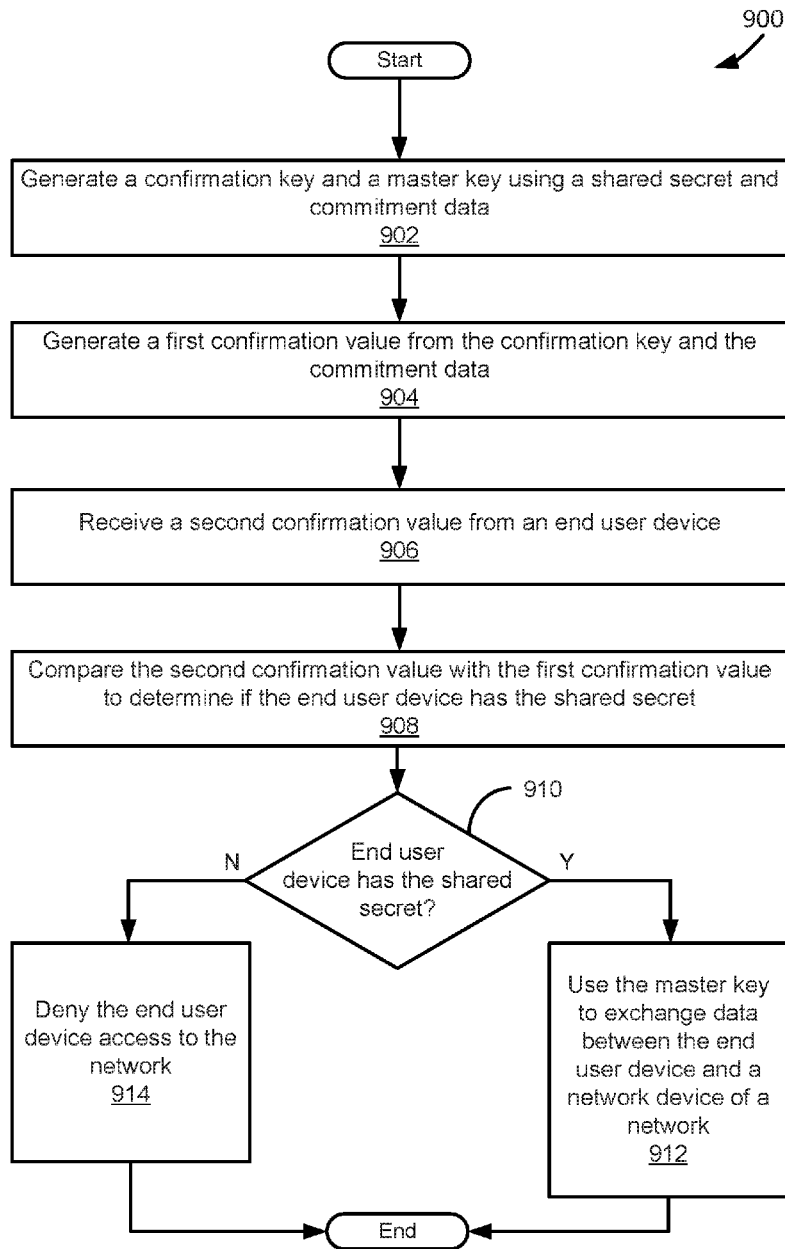 900
Start
Generate a confirmation key and a master key using a shared secret and
commitment data
902
Generate a first confirmation value from the confirmation key and the
commitment data
904
Receive a second confirmation value from an end user device
906
Compare the second confirmation value with the first confirmation value
to determine if the end user device has the shared secret
908
910
N
End user
device has the shared
secret?
Y
Deny the end user
device access to the
network
914
Use the master key
to exchange data
between the end
user device and a
network device of a
network
912
End